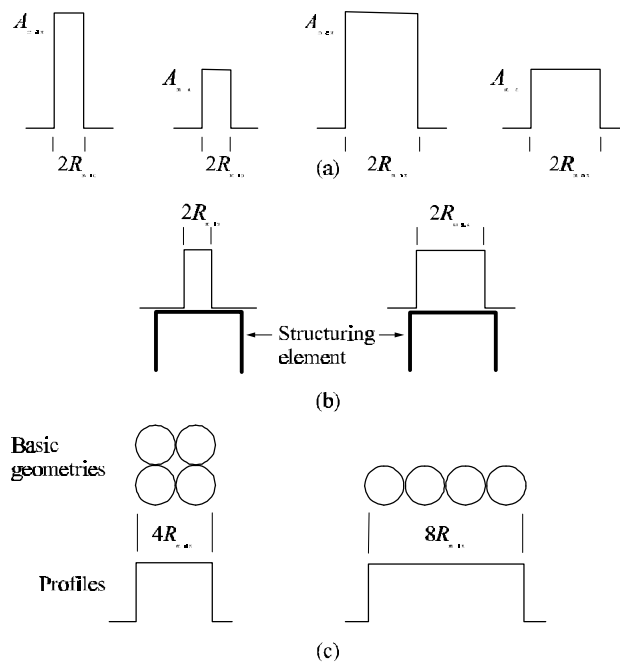 A A A A
2R 2R 2R 2R
(a)
2R 2R
Structuring
element
(b)
Basic
geometries
4R 8R
Profiles
(c)